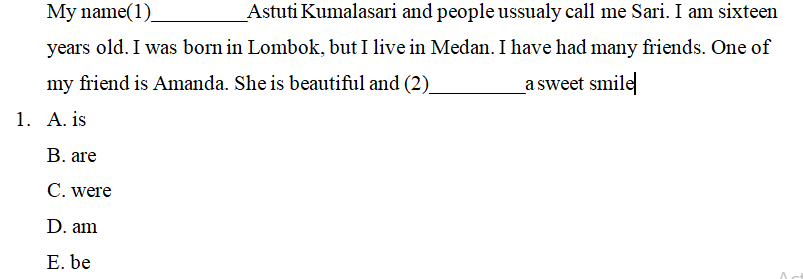 My name(1)__________Astuti Kumalasari and people ussualy call me Sari. I am sixteen
years old. I was born in Lombok, but I live in Medan. I have had many friends. One of
my friend is Amanda. She is beautiful and (2)__________a sweet smile
1. A. is
B. are
C. were
D. am
E. be